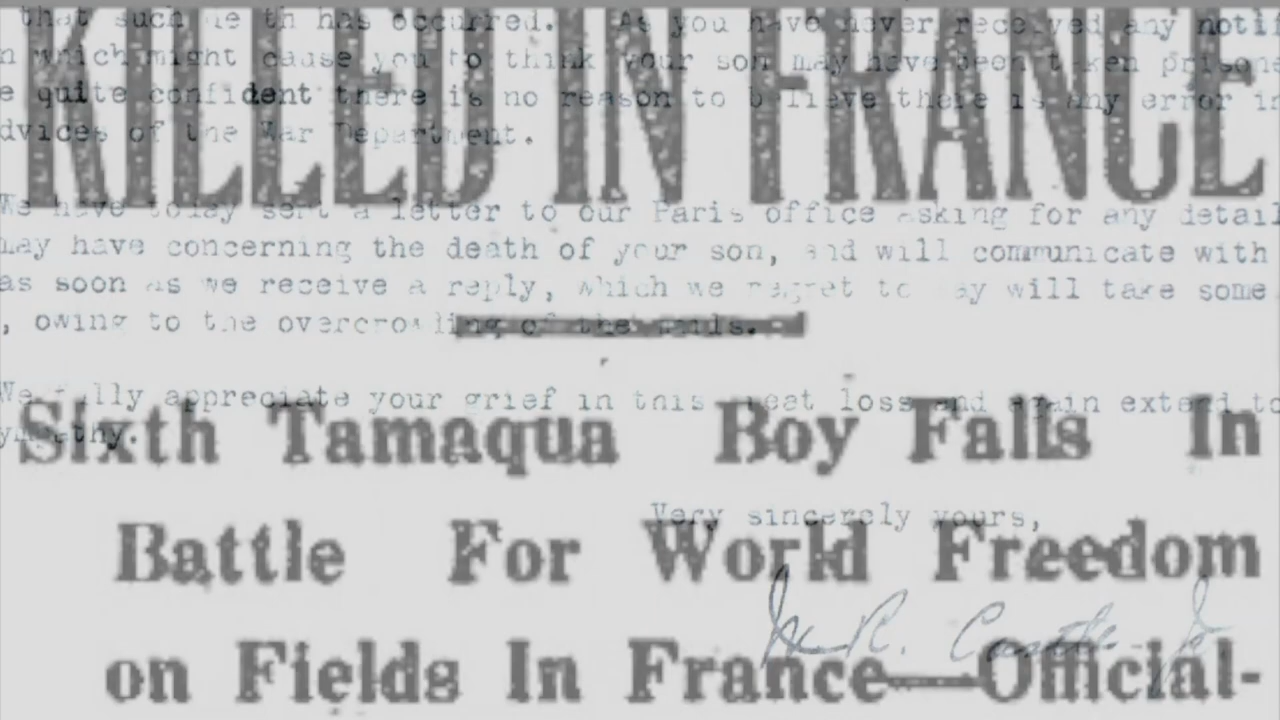 that such death has occurred. As you have never received any notifi
n which might cause you to think your son may have been taken prisone
e quite confident there is no reason to believe there is any error in
dvices of the War Department.
KILLED IN FRANCE
We have today sent a letter to our Paris office asking for any detail
may have concerning the death of your son, and will communicate with
as soon as we receive a reply, which we regret to say will take some
, owing to the overcrowding of the mails.
We fully appreciate your grief in this great loss and again extend to
ympathy.
Sixth Tamaqua Boy Falls In
Very sincerely yours,
Battle For World Freedom
W. R. Castle Jr
on Fields In France—Official-